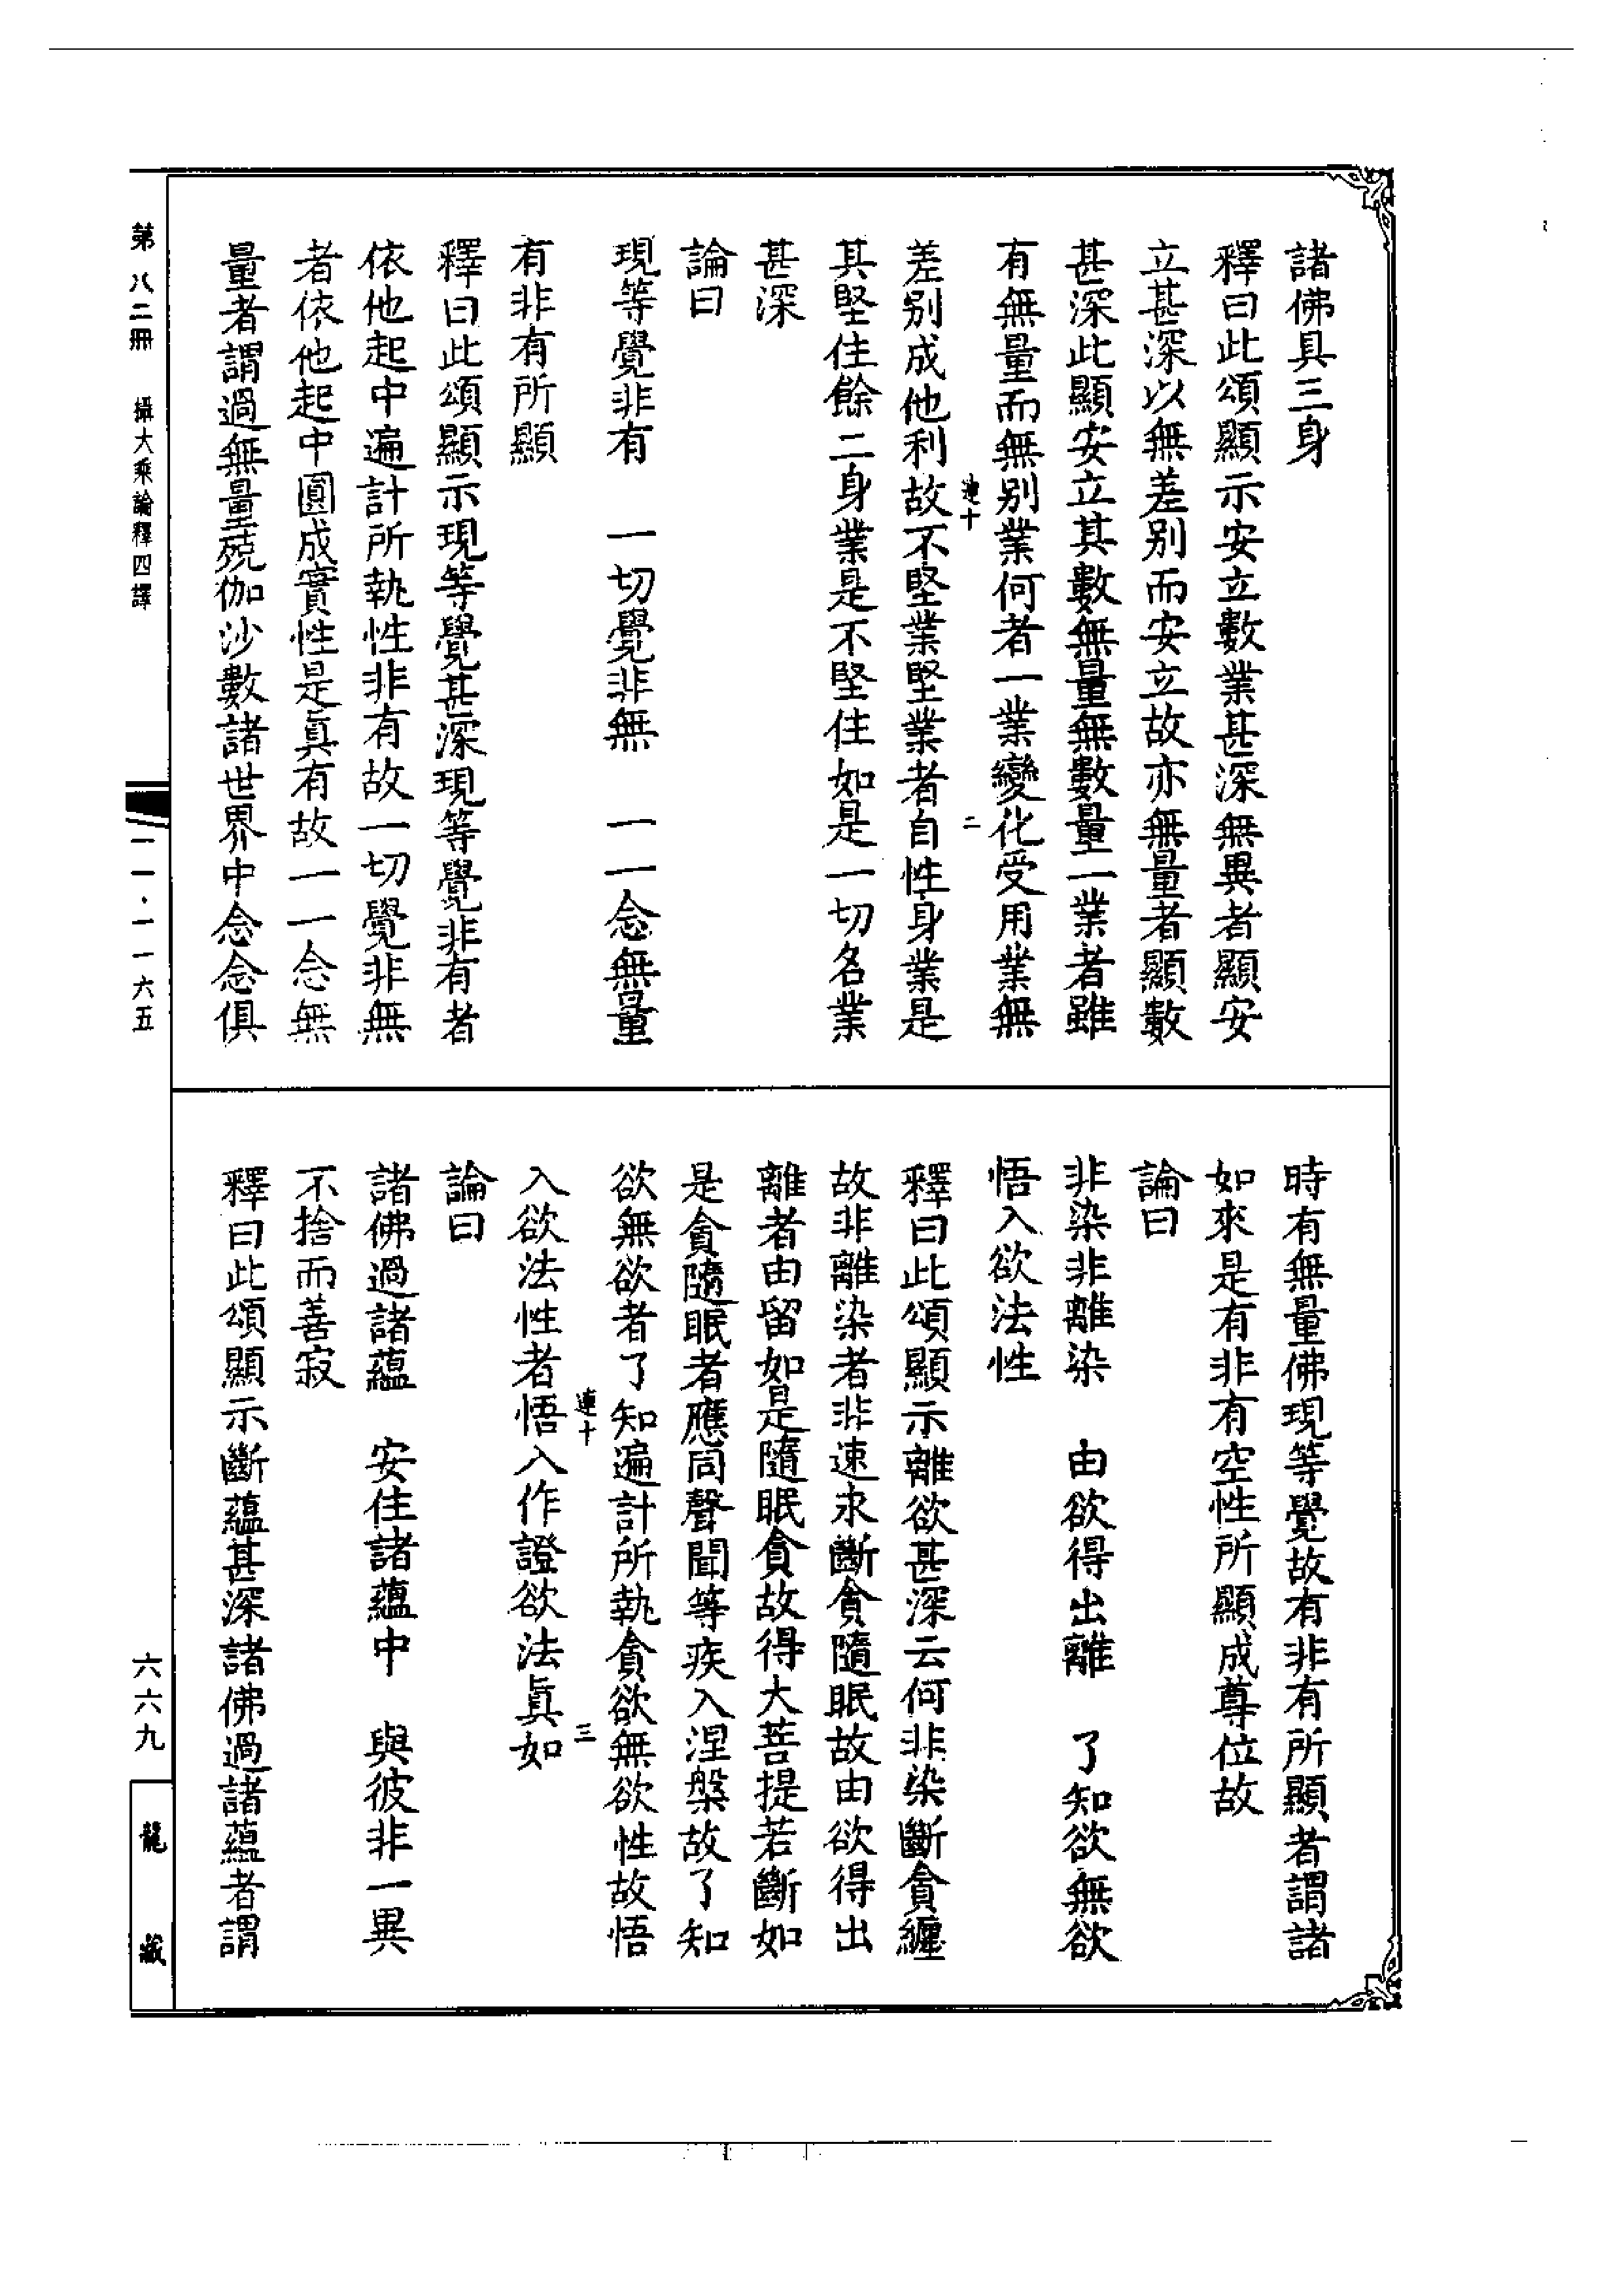 諸佛具三身
釋曰此頌顯示安立數業甚深無異者顯安
立甚深以無差別而安立故亦無量者顯數
甚深此顯安立其數無量無數量一業者雖
有無量而無別業何者一業變化受用業無
差別成他利故不堅業堅業者自性身業是
連十
二
其堅住餘二身業是不堅住如是一切名業
甚深
論曰
現等覺非有　一切覺非無　一一念無量
有非有所顯
釋曰此頌顯示現等覺甚深現等覺非有者
依他起中遍計所執性非有故一切覺非無
者依他起中圓成實性是真有故一一念無
量者謂過無量殑伽沙數諸世界中念念俱
時有無量佛現等覺故有非有所顯者謂諸
如來是有非有空性所顯成尊位故
論曰
非染非離染　由欲得出離　了知欲無欲
悟入欲法性
釋曰此頌顯示離欲甚深云何非染斷貪纏
故非離染者非速求斷貪隨眠故由欲得出
離者由留如是隨眠貪故得大菩提若斷如
是貪隨眠者應同聲聞等疾入涅槃故了知
欲無欲者了知遍計所執貪欲無欲性故悟
連十
三
入欲法性者悟入作證欲法真如
論曰
諸佛過諸蘊　安住諸蘊中　與彼非一異
不捨而善寂
釋曰此頌顯示斷蘊甚深諸佛過諸蘊者謂
第八二冊　攝大乘論釋四譯
一一·一一六五
六六九
龍藏